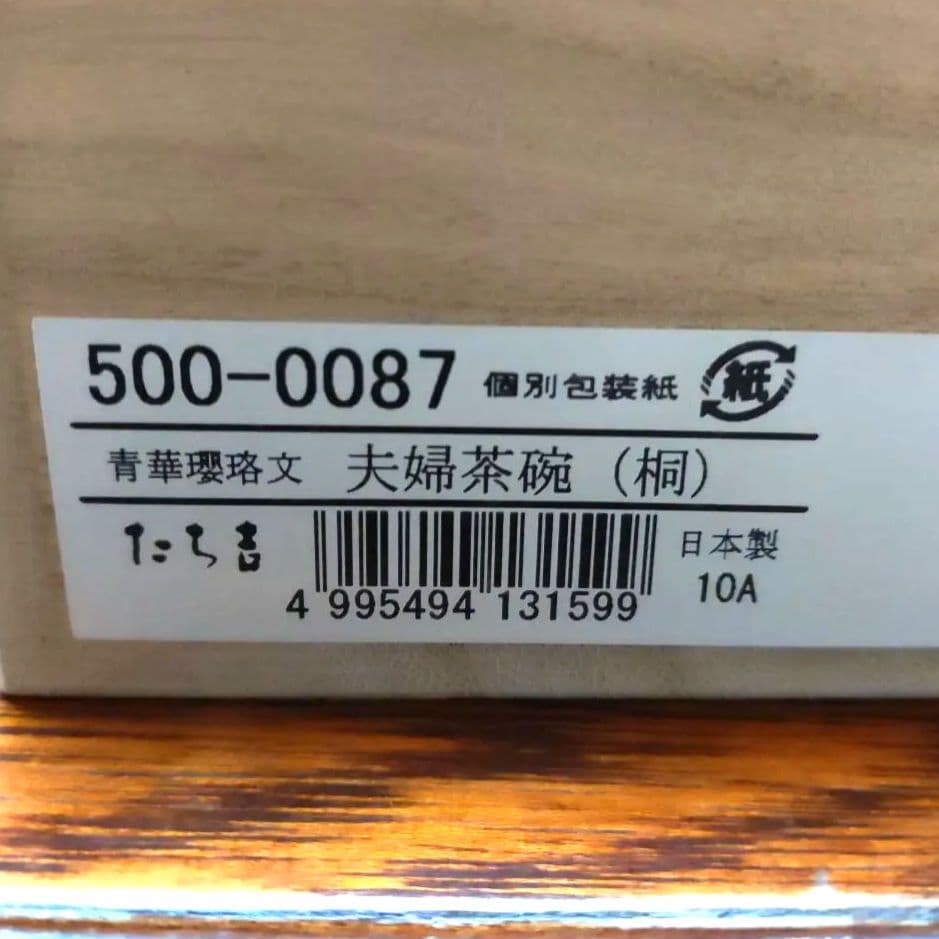 500-0087 個別包装紙 紙
青華瓔珞文 夫婦茶碗(桐)
たち吉
4 995494 131599
日本製
10A